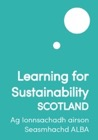 Learning for
Sustainability
SCOTLAND
Ag Ionnsachadh airson
Seasmhachd ALBA